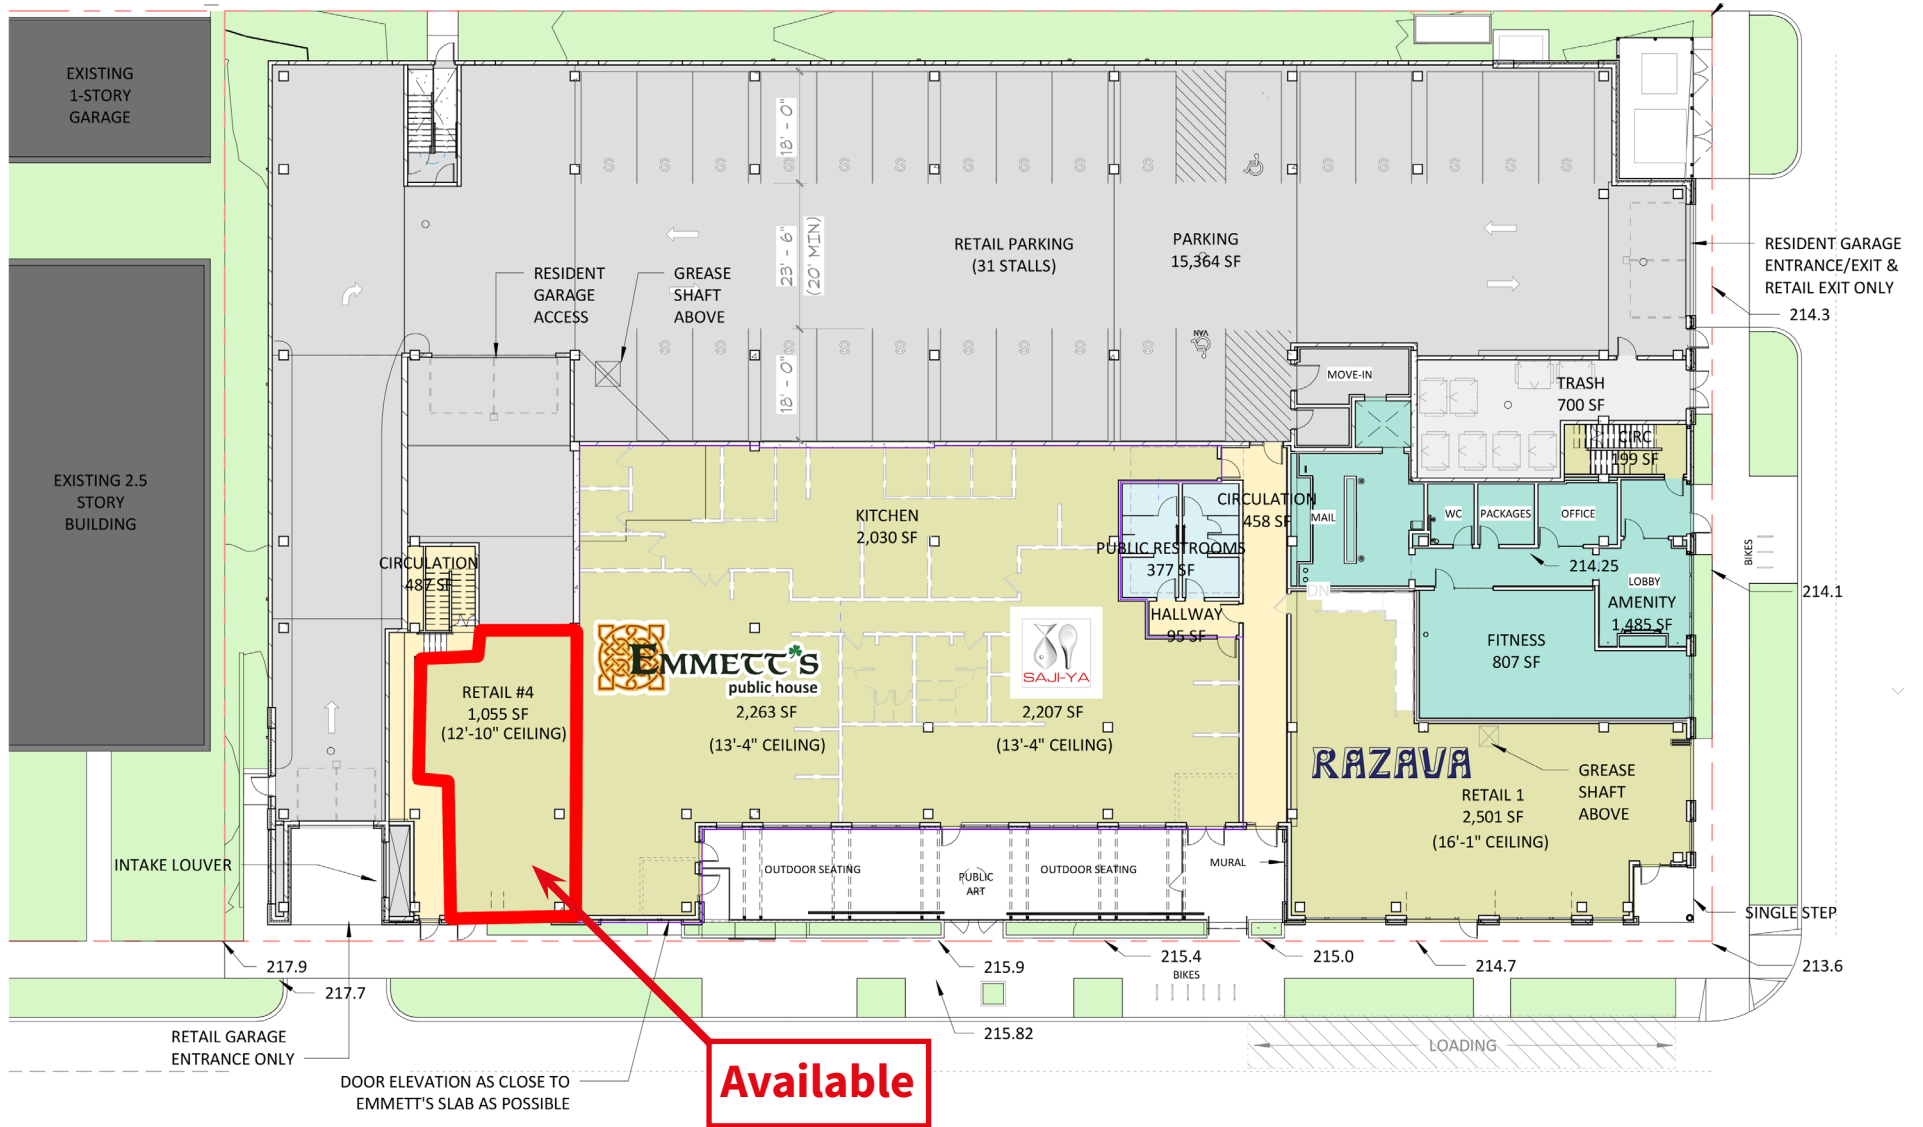 EXISTING
1-STORY
GARAGE
EXISTING 2.5
STORY
BUILDING
18' - 0"
23' - 6"
(20' MIN)
18' - 0"
S S S S S S S S S S S S S S S
RETAIL PARKING
(31 STALLS)
PARKING
15,364 SF
RESIDENT
GARAGE
ACCESS
GREASE
SHAFT
ABOVE
RESIDENT GARAGE
ENTRANCE/EXIT &
RETAIL EXIT ONLY
214.3
VAN
S S S S S S S S S S
MOVE-IN
TRASH
700 SF
CIRC
199 SF
KITCHEN
2,030 SF
CIRCULATION
458 SF
MAIL
WC
PACKAGES
OFFICE
PUBLIC RESTROOMS
377 SF
214.25
BIKES
CIRCULATION
487 SF
DN
LOBBY
AMENITY
1,485 SF
214.1
HALLWAY
95 SF
FITNESS
807 SF
EMMETT'S
public house
2,263 SF
(13'-4" CEILING)
SAJI-YA
2,207 SF
(13'-4" CEILING)
RETAIL #4
1,055 SF
(12'-10" CEILING)
RAZAVA
RETAIL 1
2,501 SF
(16'-1" CEILING)
GREASE
SHAFT
ABOVE
INTAKE LOUVER
OUTDOOR SEATING
PUBLIC
ART
OUTDOOR SEATING
MURAL
SINGLE STEP
217.9
217.7
215.9
215.4
215.0
214.7
213.6
BIKES
215.82
RETAIL GARAGE
ENTRANCE ONLY
LOADING
DOOR ELEVATION AS CLOSE TO
EMMETT'S SLAB AS POSSIBLE
Available